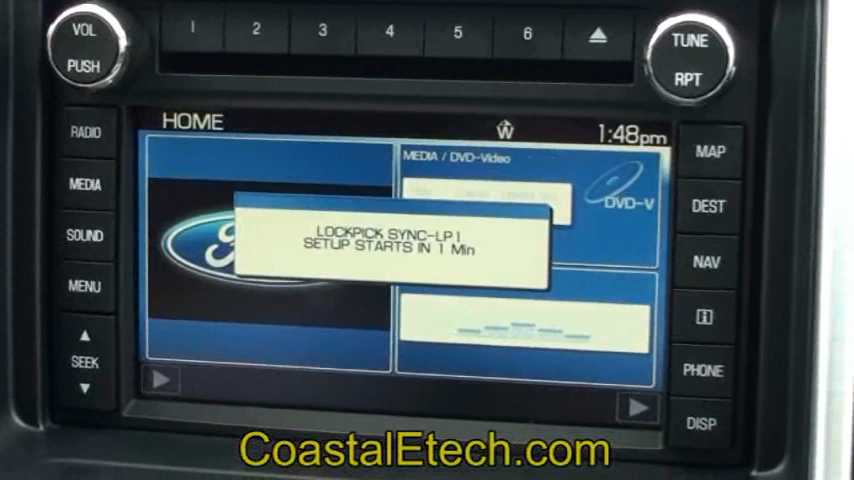 VOL
PUSH
1
2
3
4
5
6
TUNE
RPT
RADIO
MEDIA
SOUND
MENU
SEEK
HOME
W
1:48pm
MEDIA / DVD-Video
DVD-V
LOCKPICK SYNC-LP1
SETUP STARTS IN 1 Min
MAP
DEST
NAV
i
PHONE
DISP
CoastalEtech.com